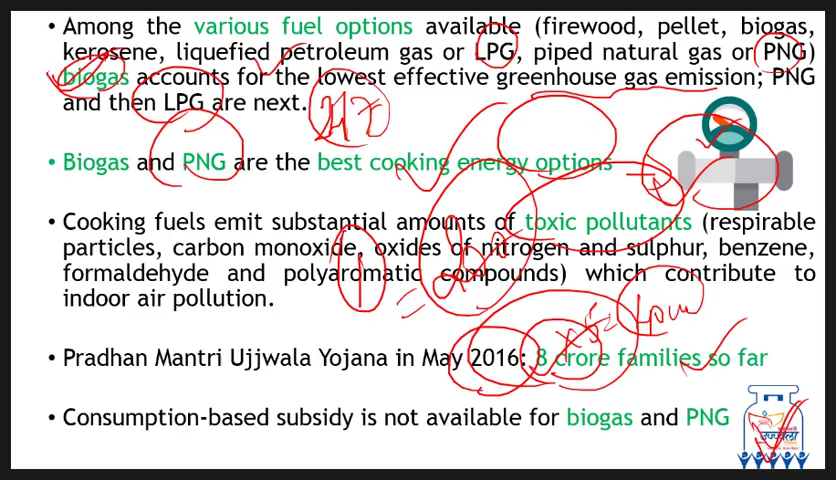 • Among the various fuel options available (firewood, pellet, biogas,
kerosene, liquefied petroleum gas or LPG, piped natural gas or PNG)
biogas accounts for the lowest effective greenhouse gas emission; PNG
and then LPG are next.
• Biogas and PNG are the best cooking energy options
• Cooking fuels emit substantial amounts of toxic pollutants (respirable
particles, carbon monoxide, oxides of nitrogen and sulphur, benzene,
formaldehyde and polyaromatic compounds) which contribute to
indoor air pollution.
• Pradhan Mantri Ujjwala Yojana in May 2016: 8 crore families so far
• Consumption-based subsidy is not available for biogas and PNG